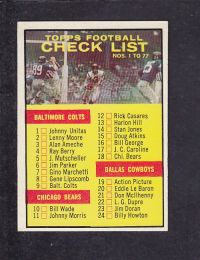 TOPPS FOOTBALL
CHECK LIST
NOS. 1 TO 77
BALTIMORE COLTS
1 Johnny Unitas
2 Lenny Moore
3 Alan Ameche
4 Ray Berry
5 J. Mutscheller
6 Jim Parker
7 Gino Marchetti
8 Gene Lipscomb
9 Balt. Colts
CHICAGO BEARS
10 Bill Wade
11 Johnny Morris
12 Rick Casares
13 Harlon Hill
14 Stan Jones
15 Doug Atkins
16 Bill George
17 J. C. Caroline
18 Chi. Bears
DALLAS COWBOYS
19 Action Picture
20 Eddie Le Baron
21 Don McIlhenny
22 L. G. Dupre
23 Jim Doran
24 Billy Howton